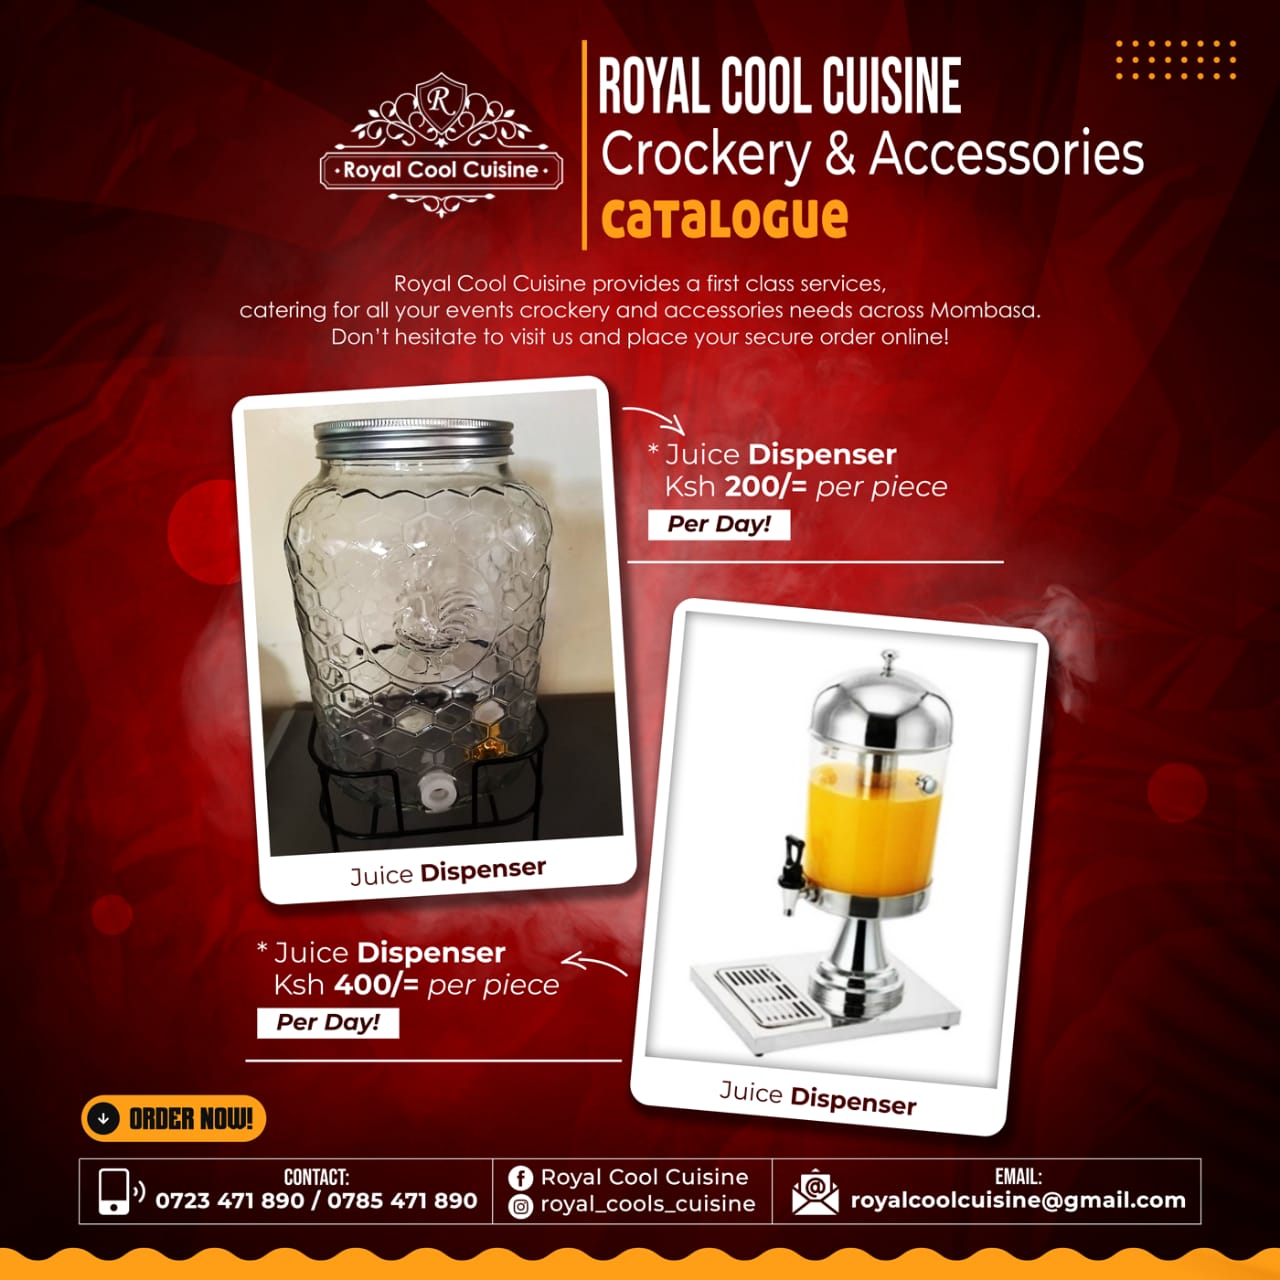 R
· Royal Cool Cuisine ·
ROYAL COOL CUISINE
Crockery & Accessories
CATALOGUE
Royal Cool Cuisine provides a first class services,
catering for all your events crockery and accessories needs across Mombasa.
Don't hesitate to visit us and place your secure order online!
* Juice Dispenser
Ksh 200/= per piece
Per Day!
Juice Dispenser
* Juice Dispenser
Ksh 400/= per piece
Per Day!
Juice Dispenser
ORDER NOW!
CONTACT:
0723 471 890 / 0785 471 890
Royal Cool Cuisine
royal_cools_cuisine
EMAIL:
royalcoolcuisine@gmail.com